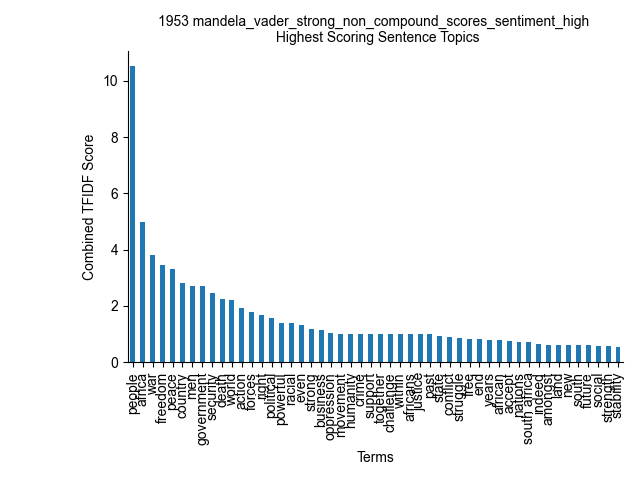 1953 mandela_vader_strong_non_compound_scores_sentiment_high
Highest Scoring Sentence Topics
Combined TFIDF Score
10
8
6
4
2
0
people
africa
war
freedom
peace
country
men
government
security
death
world
action
forces
right
political
powerful
racial
even
strong
business
oppression
movement
humanity
crime
support
together
challenge
within
africans
justice
past
state
conflict
struggle
free
end
years
african
accept
nations
south africa
indeed
amongst
land
new
south
future
social
strength
stability
Terms